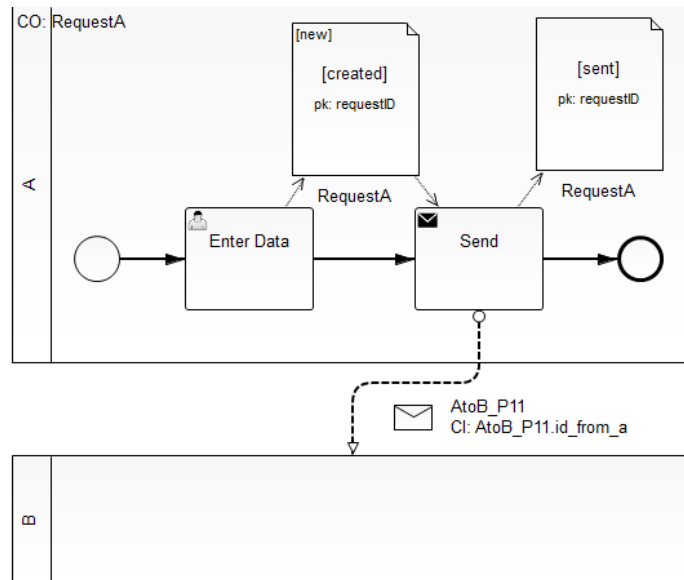 CO: RequestA
[new]
[created]
pk: requestID
RequestA
[sent]
pk: requestID
RequestA
A
Enter Data
Send
AtoB_P11
CI: AtoB_P11.id_from_a
B